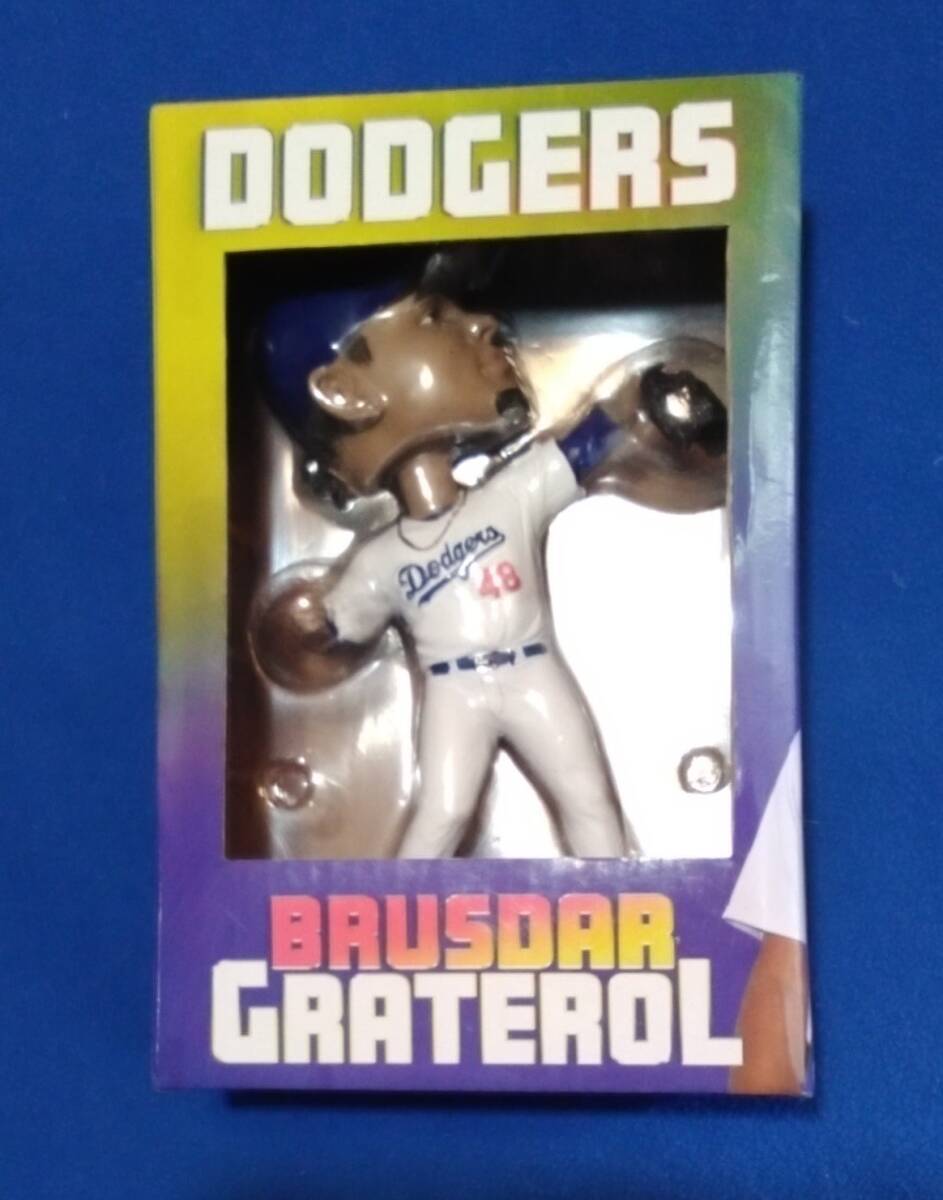 DODGERS
Dodgers
48
BRUSDAR
GRATEROL